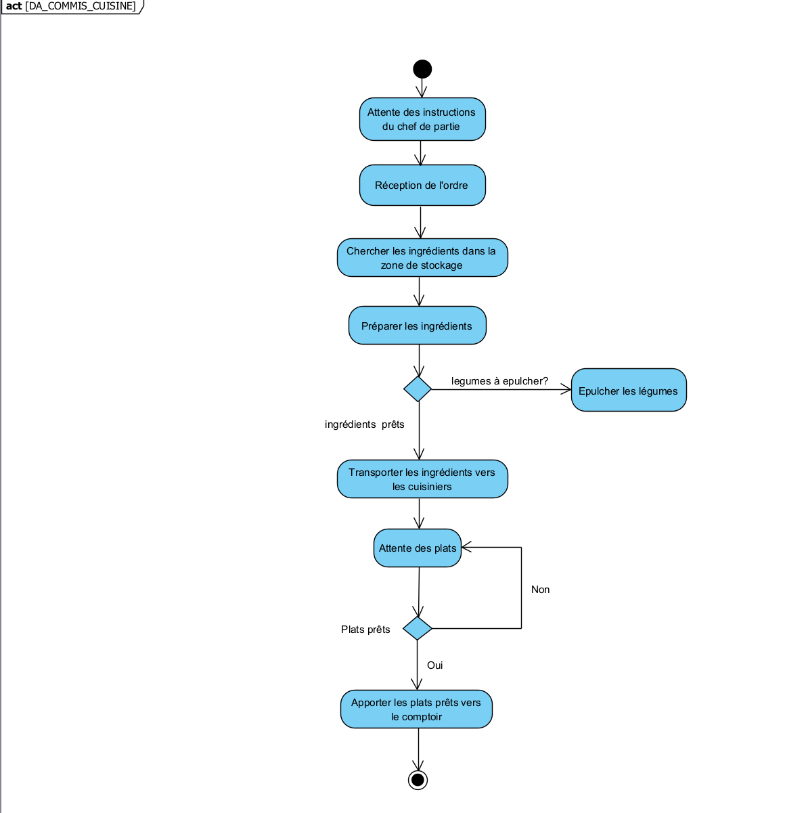 act [DA_COMMIS_CUISINE]
Attente des instructions
du chef de partie
Réception de l'ordre
Chercher les ingrédients dans la
zone de stockage
Préparer les ingrédients
legumes à epulcher?
Epulcher les légumes
ingrédients prêts
Transporter les ingrédients vers
les cuisiniers
Attente des plats
Non
Plats prêts
Oui
Apporter les plats prêts vers
le comptoir